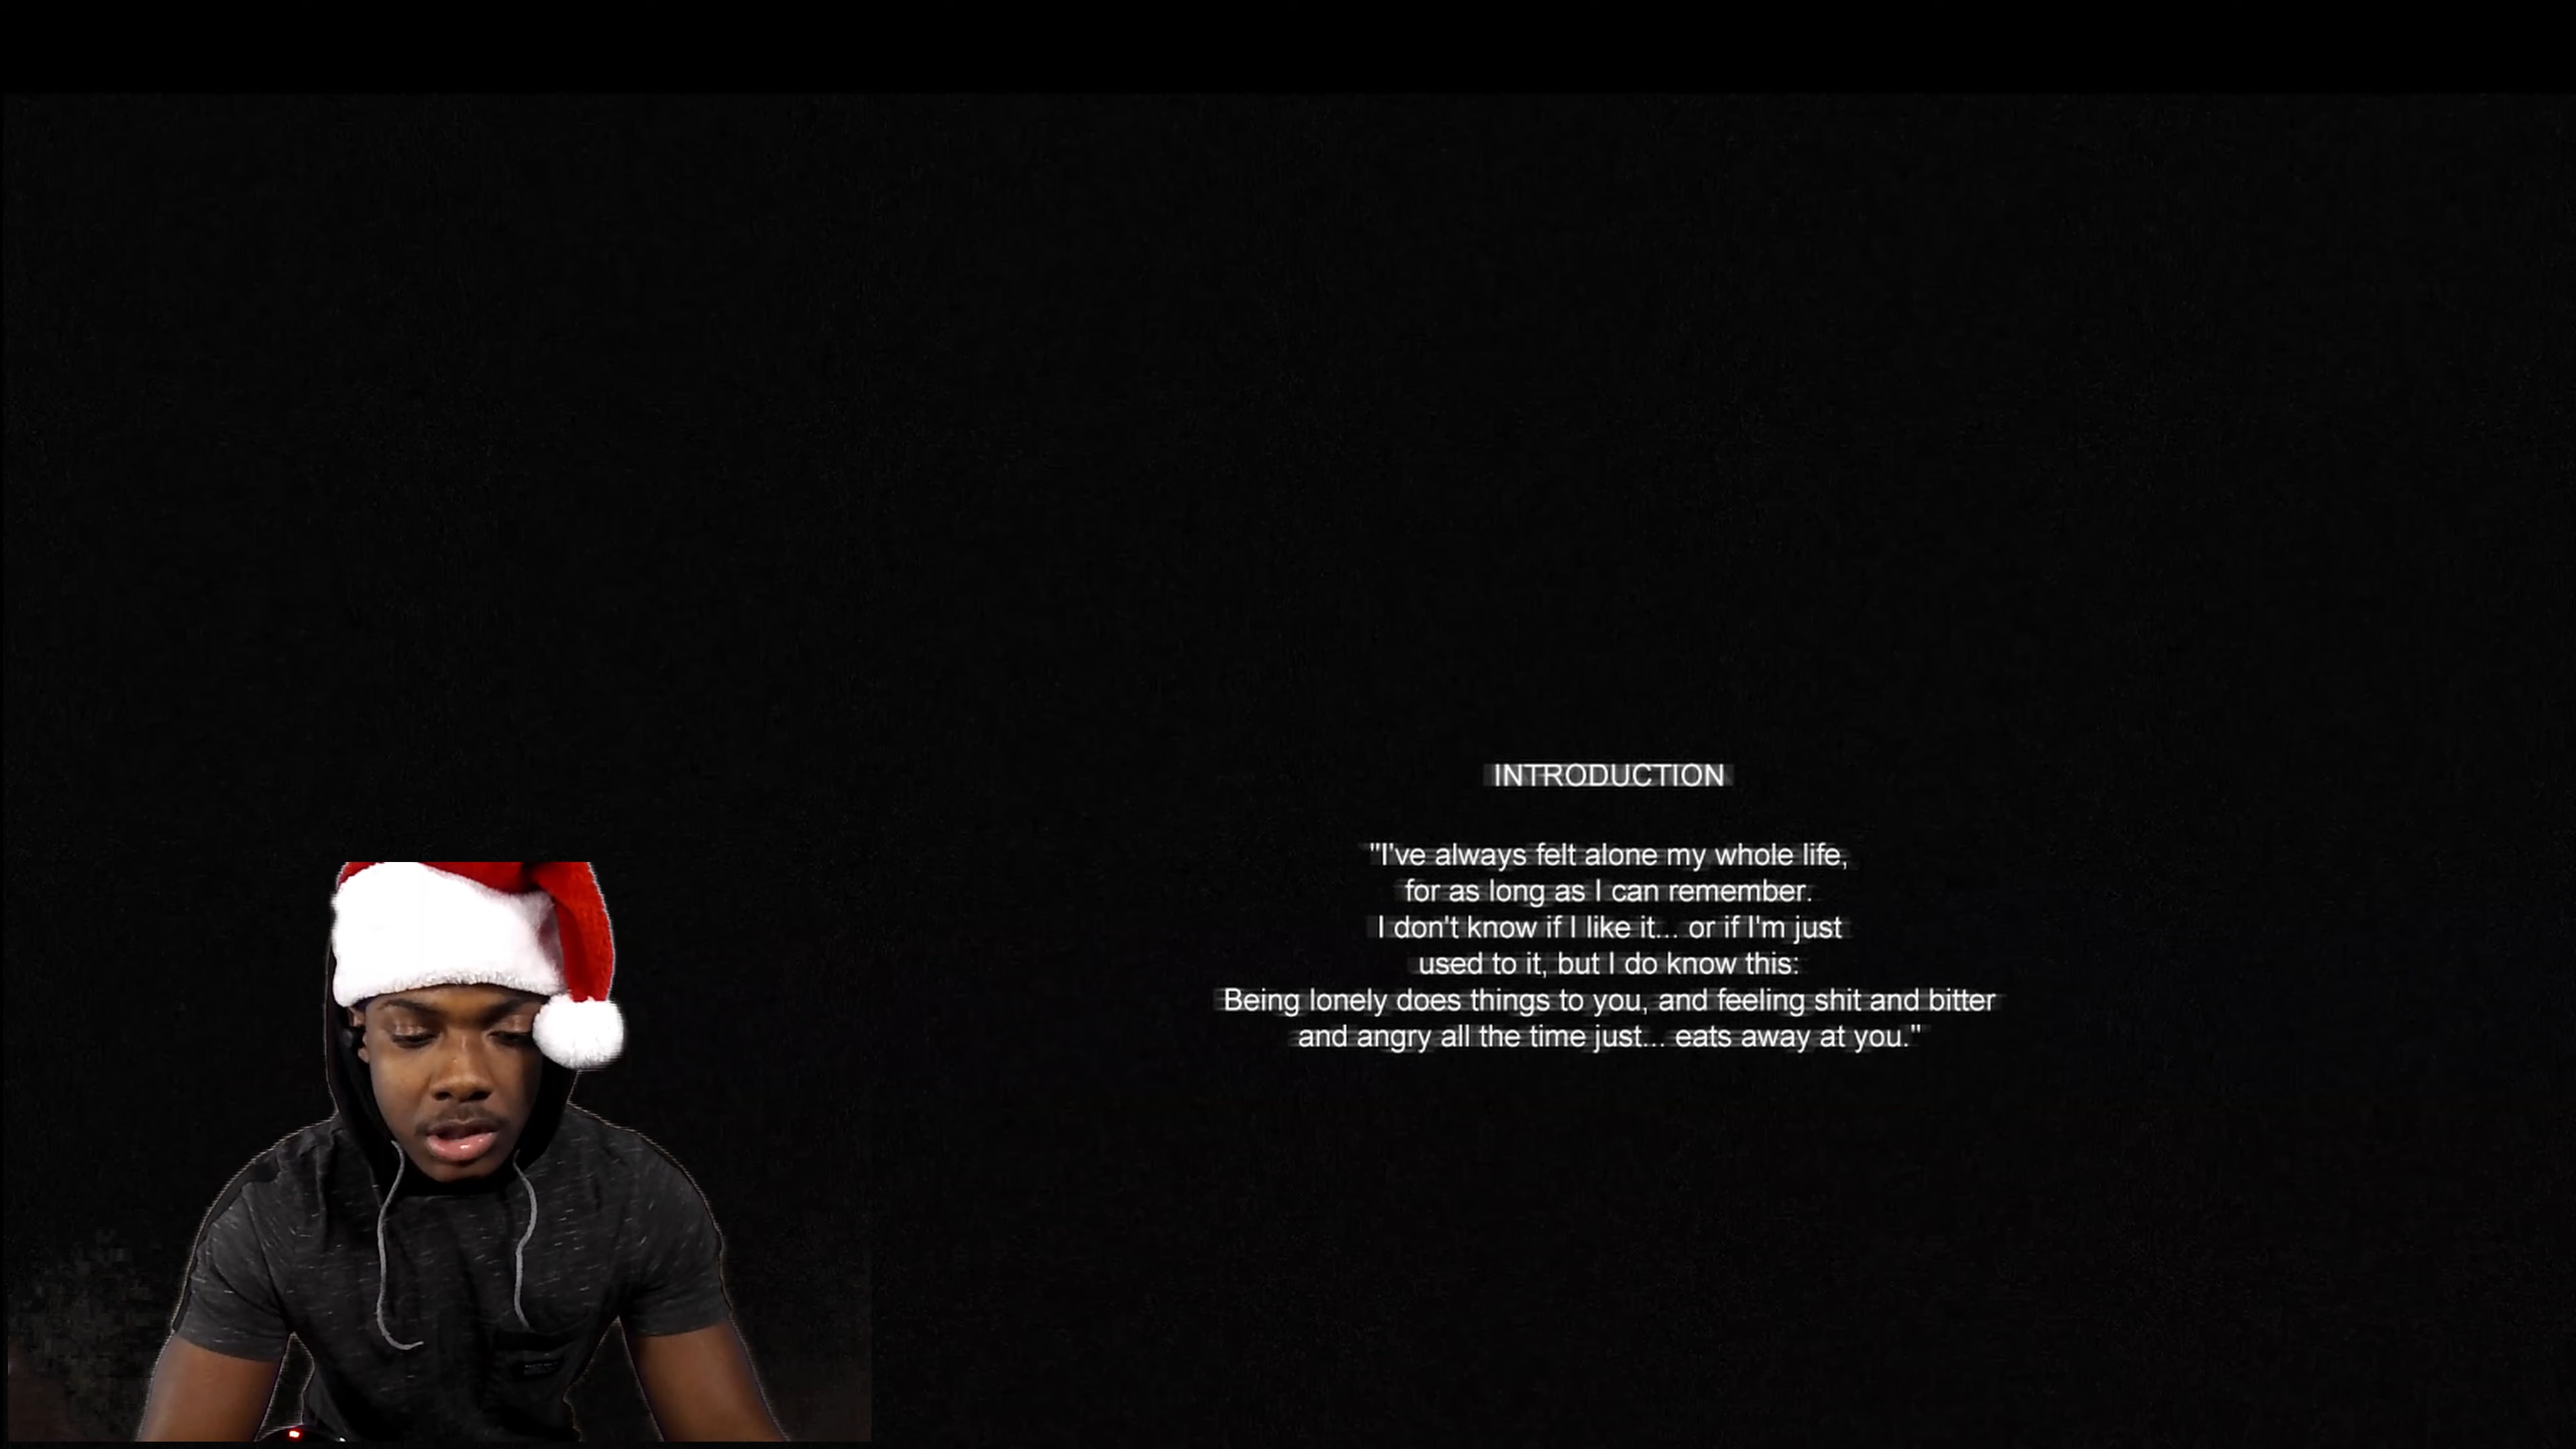 INTRODUCTION
"I've always felt alone my whole life,
for as long as I can remember.
I don't know if I like it... or if I'm just
used to it, but I do know this:
Being lonely does things to you, and feeling shit and bitter
and angry all the time just... eats away at you."